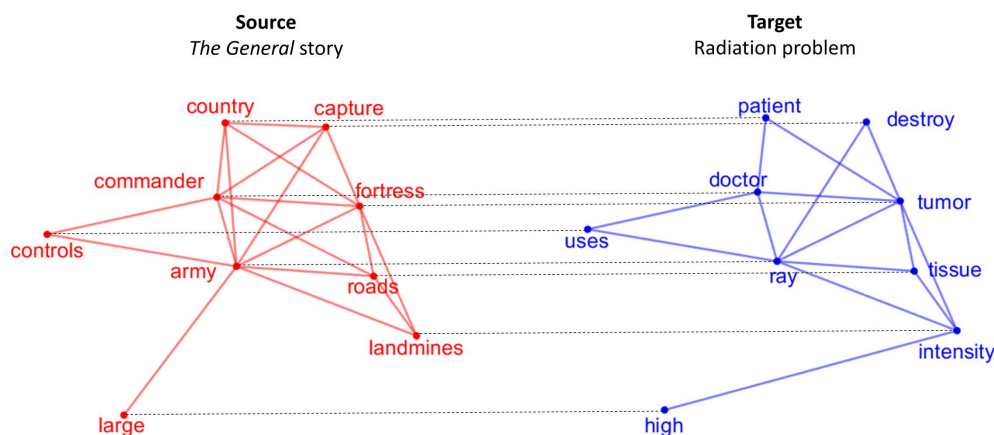 Source
The General story
Target
Radiation problem
country
capture
patient
destroy
commander
fortress
doctor
tumor
controls
uses
army
roads
ray
tissue
landmines
intensity
large
high